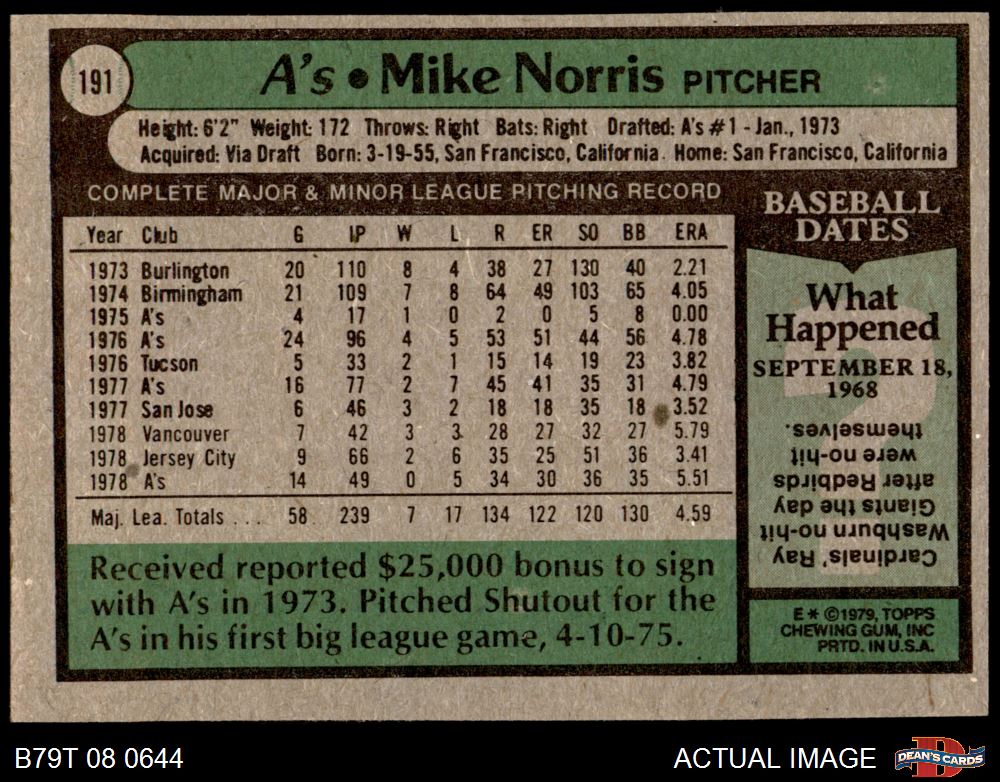 191
A's • Mike Norris PITCHER
Height: 6'2" Weight: 172 Throws: Right Bats: Right Drafted: A's #1 - Jan., 1973
Acquired: Via Draft Born: 3-19-55, San Francisco, California. Home: San Francisco, California
COMPLETE MAJOR & MINOR LEAGUE PITCHING RECORD
Year Club G IP W L R ER SO BB ERA
1973 Burlington 20 110 8 4 38 27 130 40 2.21
1974 Birmingham 21 109 7 8 64 49 103 65 4.05
1975 A's 4 17 1 0 2 0 5 8 0.00
1976 A's 24 96 4 5 53 51 44 56 4.78
1976 Tucson 5 33 2 1 15 14 19 23 3.82
1977 A's 16 77 2 7 45 41 35 31 4.79
1977 San Jose 6 46 3 2 18 18 35 18 3.52
1978 Vancouver 7 42 3 3 28 27 32 27 5.79
1978 Jersey City 9 66 2 6 35 25 51 36 3.41
1978 A's 14 49 0 5 34 30 36 35 5.51
Maj. Lea. Totals ... 58 239 7 17 134 122 120 130 4.59
Received reported $25,000 bonus to sign
with A's in 1973. Pitched Shutout for the
A's in his first big league game, 4-10-75.
BASEBALL
DATES
What
Happened
SEPTEMBER 18,
1968
Cardinals' Ray
Washburn no-hit
Giants the day
after Redbirds
were no-hit
themselves.
E* ©1979, TOPPS
CHEWING GUM, INC
PRTD. IN U.S.A.
B79T 08 0644
ACTUAL IMAGE
DEAN'S CARDS